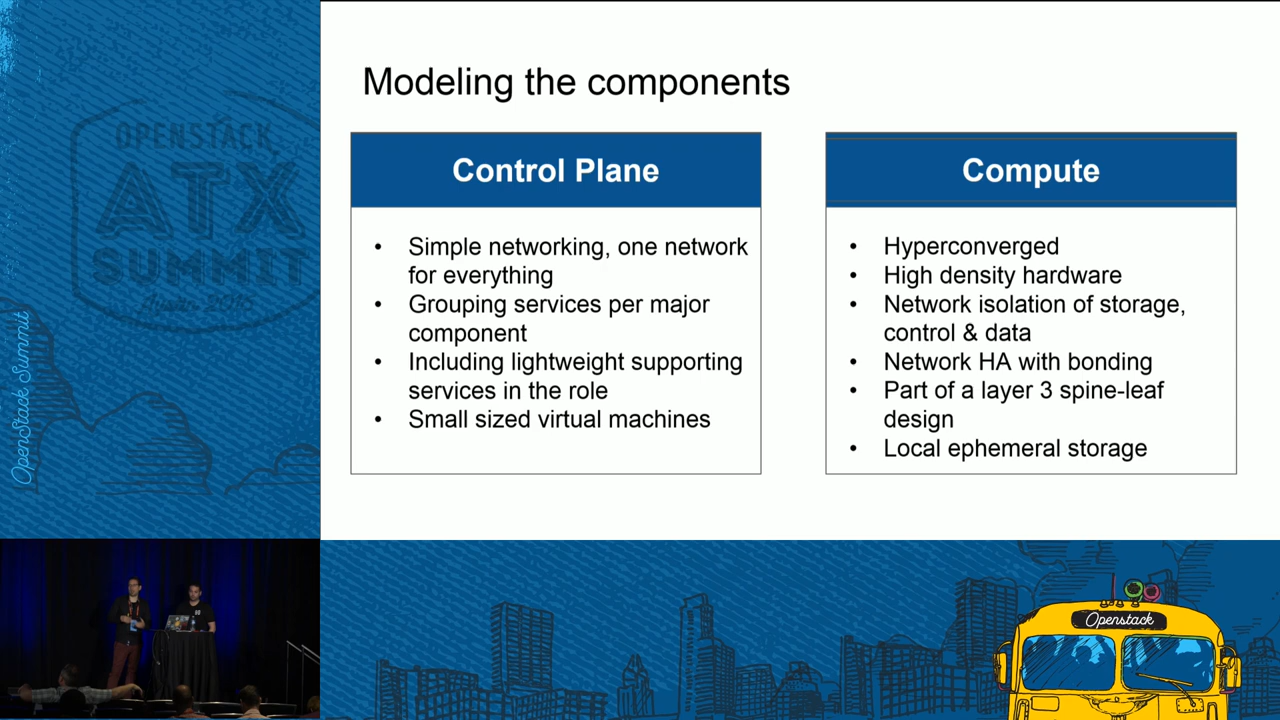 Modeling the components
Control Plane
• Simple networking, one network
for everything
• Grouping services per major
component
• Including lightweight supporting
services in the role
• Small sized virtual machines
Compute
• Hyperconverged
• High density hardware
• Network isolation of storage,
control & data
• Network HA with bonding
• Part of a layer 3 spine-leaf
design
• Local ephemeral storage
OPENSTACK
ATX
SUMMIT
Austin 2016
OpenStack Summit
Openstack